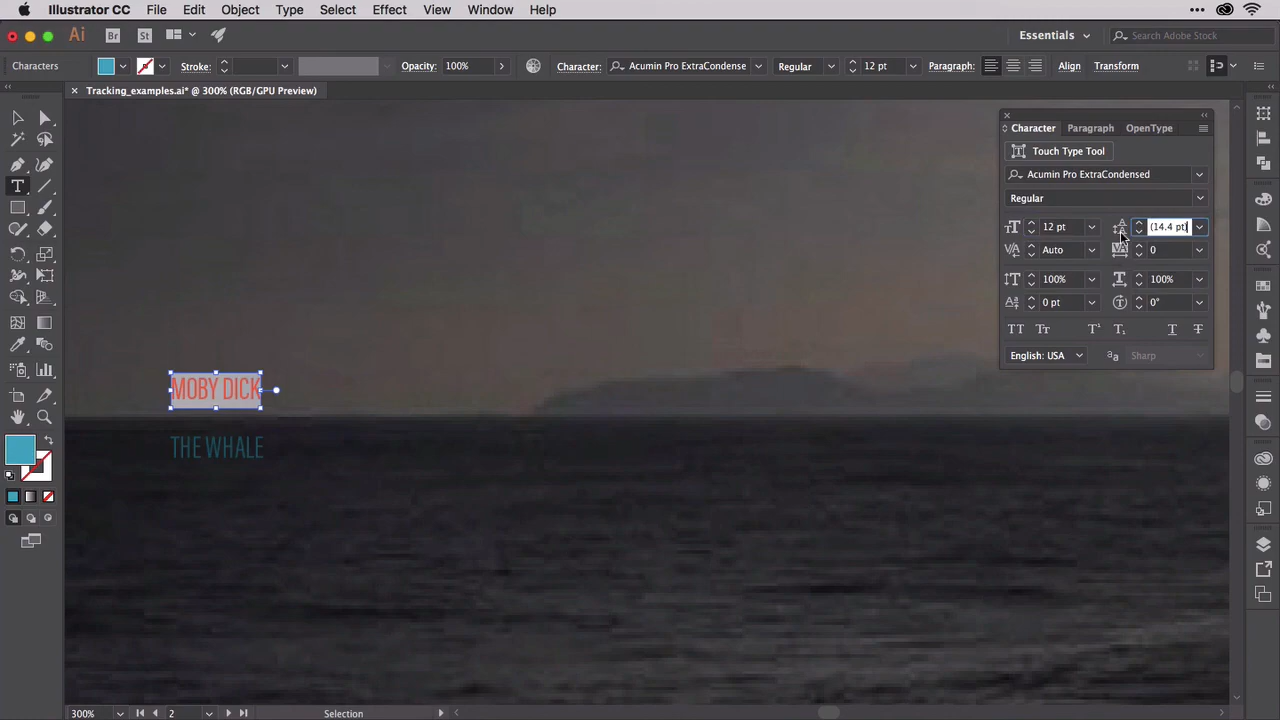 Illustrator CC File Edit Object Type Select Effect View Window Help
Ai Br St Essentials Search Adobe Stock
Characters Stroke: Opacity: 100% Character: Acumin Pro ExtraCondense Regular 12 pt Paragraph: Align Transform
Tracking_examples.ai* @ 300% (RGB/GPU Preview)
Character Paragraph OpenType
Touch Type Tool
Acumin Pro ExtraCondensed
Regular
12 pt (14.4 pt)
Auto 0
100% 100%
0 pt 0°
English: USA Sharp
MOBY DICK
THE WHALE
300% 2 Selection